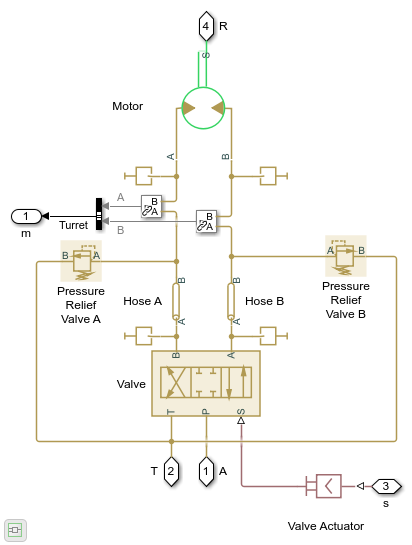 4 R
S
Motor
A B
A
B
A
B
A
B
1
Turret
m
B A
A B
Pressure
Relief
Valve A
Pressure
Relief
Valve B
B B
Hose A
Hose B
A A
B A
Valve
T P S
T 2
1 A
3
s
Valve Actuator